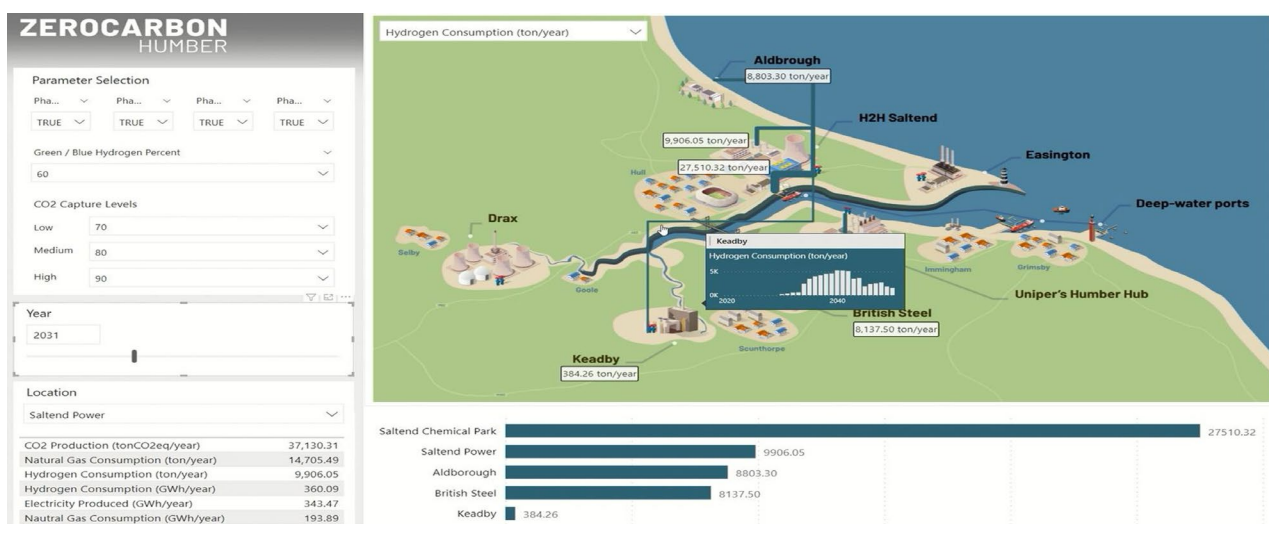 ZEROCARBON
HUMBER
Parameter Selection
Pha... Pha... Pha... Pha...
TRUE TRUE TRUE TRUE
Green / Blue Hydrogen Percent
60
CO2 Capture Levels
Low 70
Medium 80
High 90
Year
2031
Location
Saltend Power
CO2 Production (tonCO2eq/year) 37,130.31
Natural Gas Consumption (ton/year) 14,705.49
Hydrogen Consumption (ton/year) 9,906.05
Hydrogen Consumption (GWh/year) 360.09
Electricity Produced (GWh/year) 343.47
Nautral Gas Consumption (GWh/year) 193.89
Hydrogen Consumption (ton/year)
Aldbrough
8,803.30 ton/year
H2H Saltend
9,906.05 ton/year
27,510.32 ton/year
Easington
Hull
Deep-water ports
Drax
Selby
Goole
Keadby
Hydrogen Consumption (ton/year)
5K
0K
2020 2040
Immingham
Grimsby
Uniper's Humber Hub
British Steel
8,137.50 ton/year
Scunthorpe
Keadby
384.26 ton/year
Saltend Chemical Park 27510.32
Saltend Power 9906.05
Aldborough 8803.30
British Steel 8137.50
Keadby 384.26